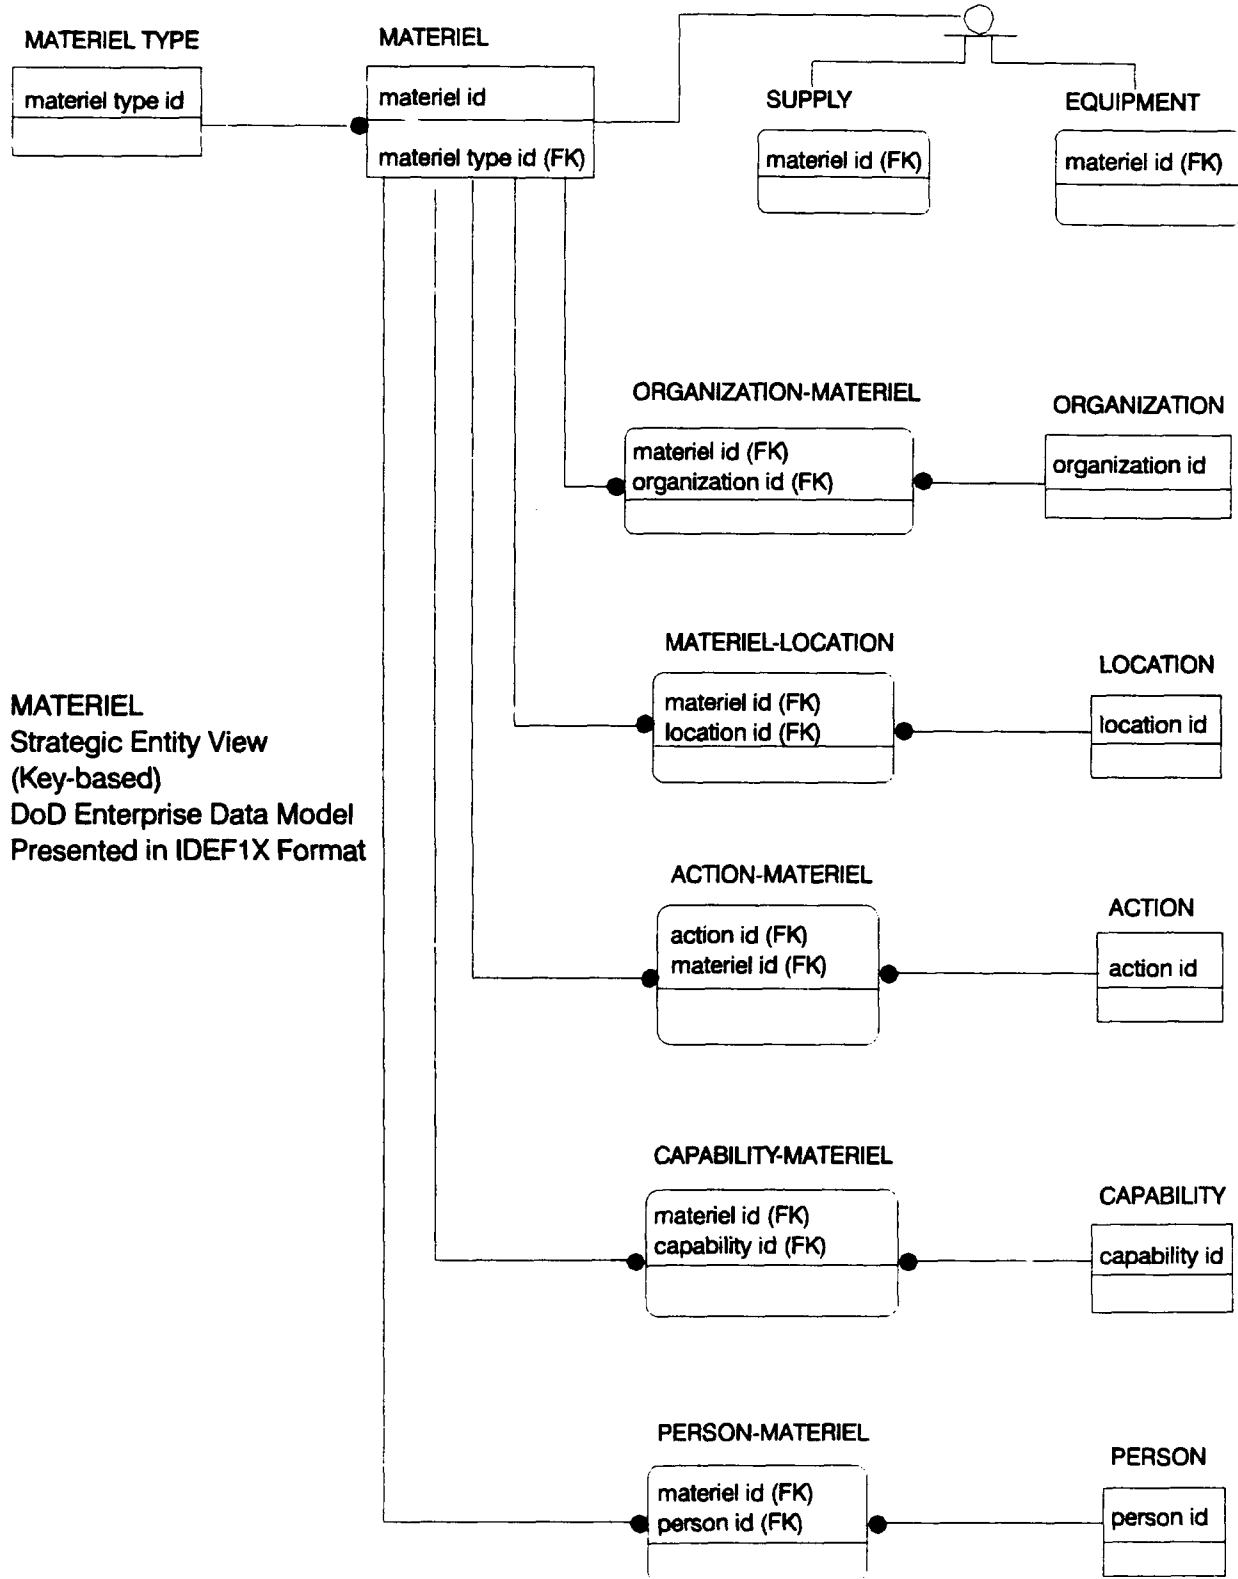 MATERIEL TYPE
materiel type id
MATERIEL
materiel id
materiel type id (FK)
SUPPLY
materiel id (FK)
EQUIPMENT
materiel id (FK)
ORGANIZATION-MATERIEL
materiel id (FK)
organization id (FK)
ORGANIZATION
organization id
MATERIEL-LOCATION
materiel id (FK)
location id (FK)
LOCATION
location id
MATERIEL
Strategic Entity View
(Key-based)
DoD Enterprise Data Model
Presented in IDEF1X Format
ACTION-MATERIEL
action id (FK)
materiel id (FK)
ACTION
action id
CAPABILITY-MATERIEL
materiel id (FK)
capability id (FK)
CAPABILITY
capability id
PERSON-MATERIEL
materiel id (FK)
person id (FK)
PERSON
person id